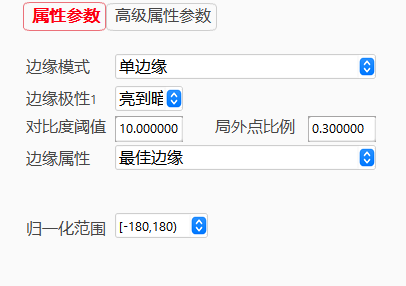 属性参数 高级属性参数
边缘模式 单边缘
边缘极性1 亮到暗
对比度阈值 10.000000 局外点比例 0.300000
边缘属性 最佳边缘
归一化范围 [-180,180)